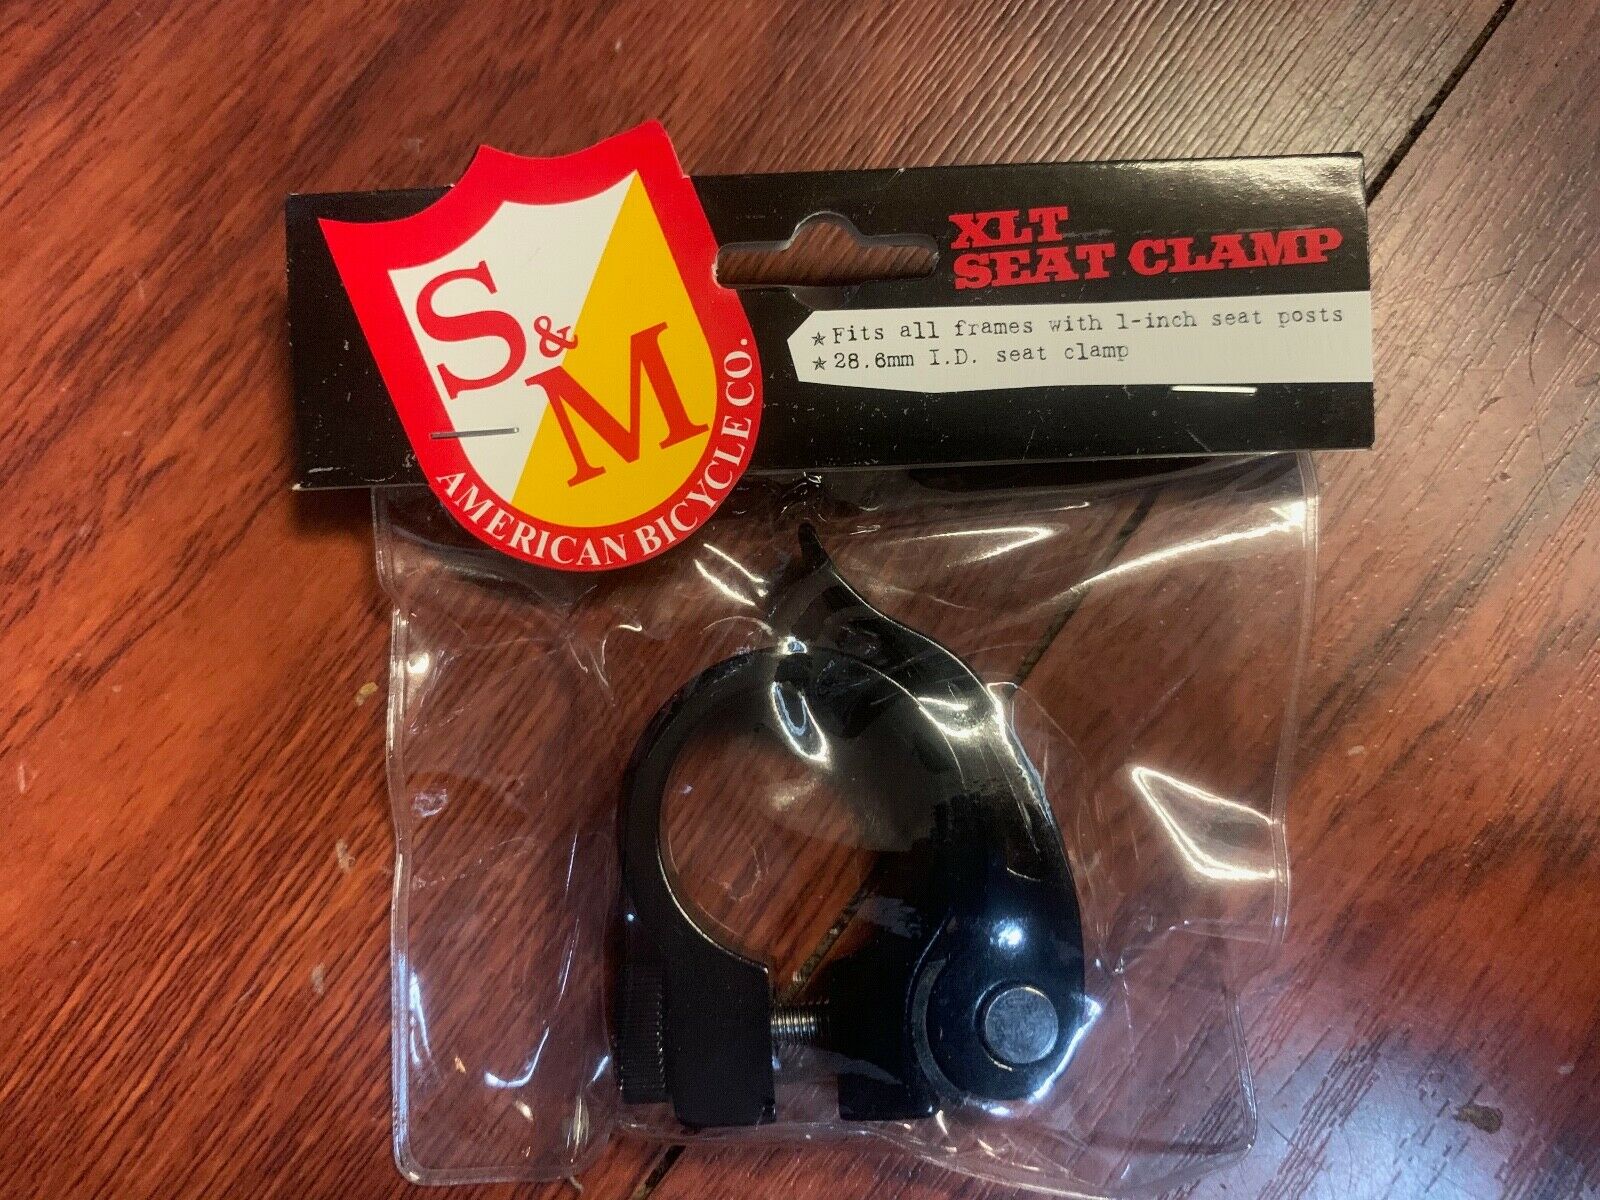 S
&
M
AMERICAN BICYCLE CO.
XLT
SEAT CLAMP
★Fits all frames with 1-inch seat posts
★28.6mm I.D. seat clamp